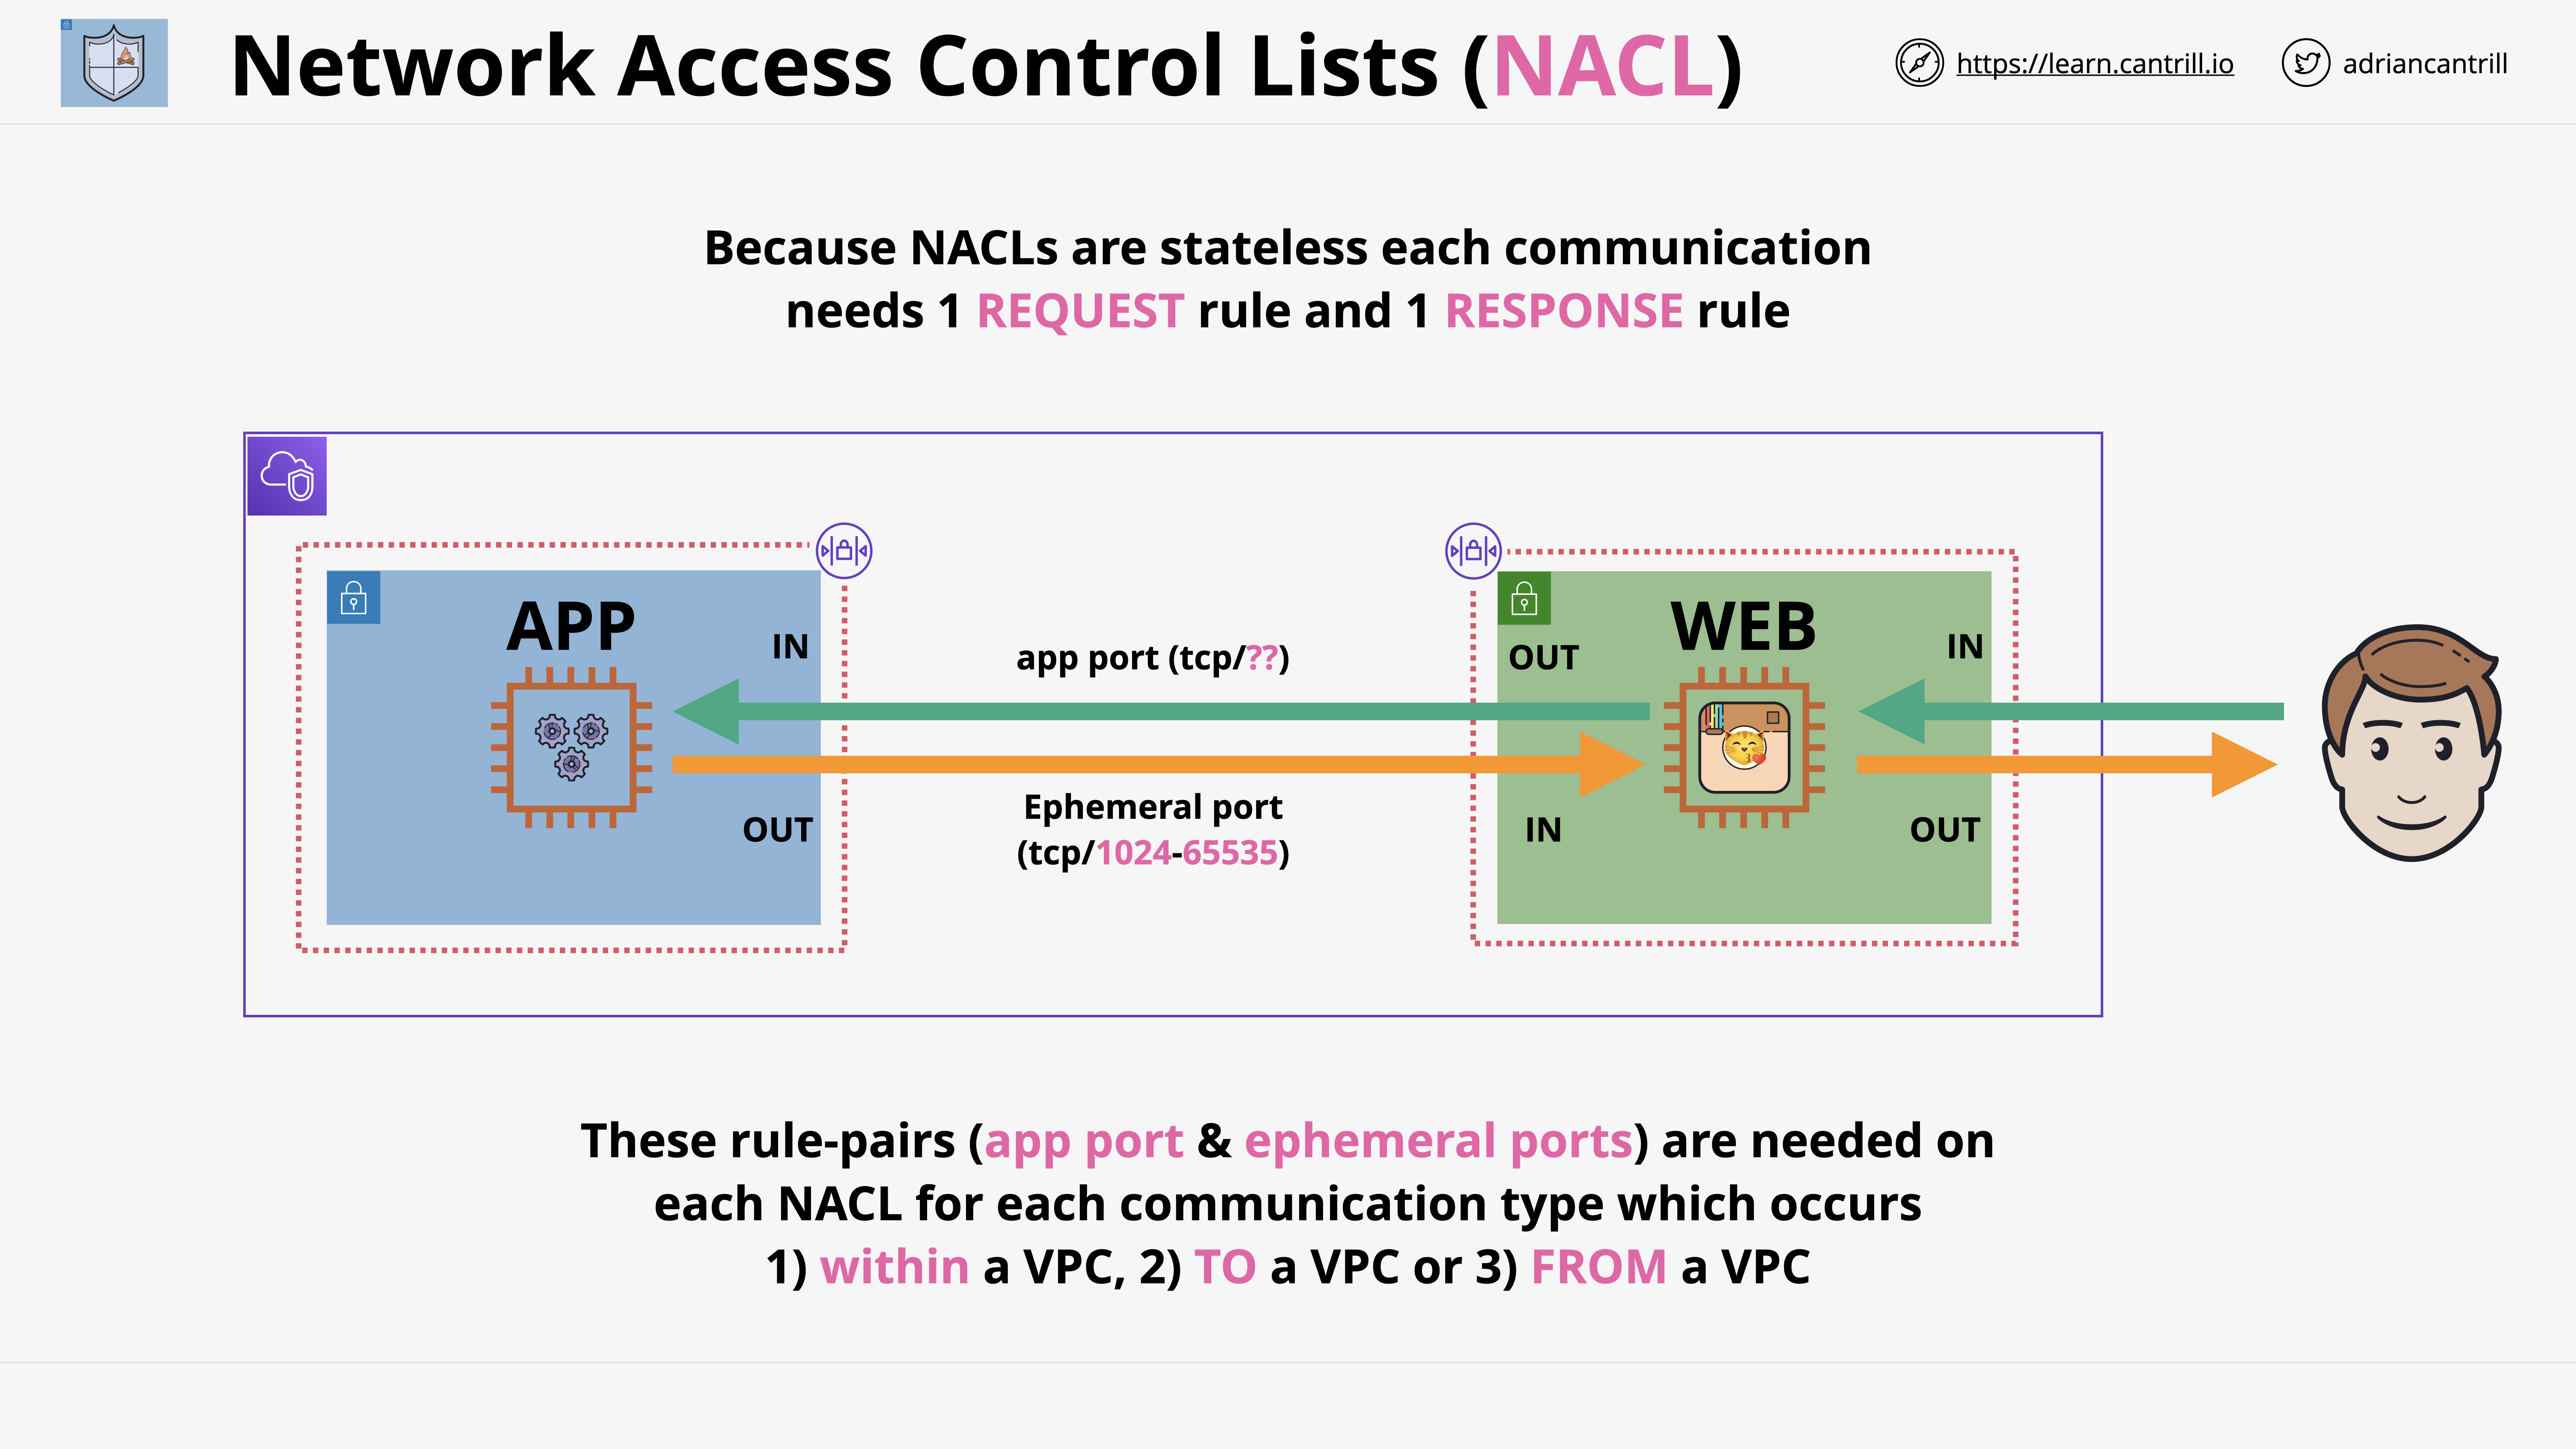 Network Access Control Lists (NACL)
https://learn.cantrill.io
adriancantrill
Because NACLs are stateless each communication
needs 1 REQUEST rule and 1 RESPONSE rule
APP
IN
OUT
app port (tcp/??)
Ephemeral port
(tcp/1024-65535)
WEB
OUT
IN
IN
OUT
These rule-pairs (app port & ephemeral ports) are needed on
each NACL for each communication type which occurs
1) within a VPC, 2) TO a VPC or 3) FROM a VPC